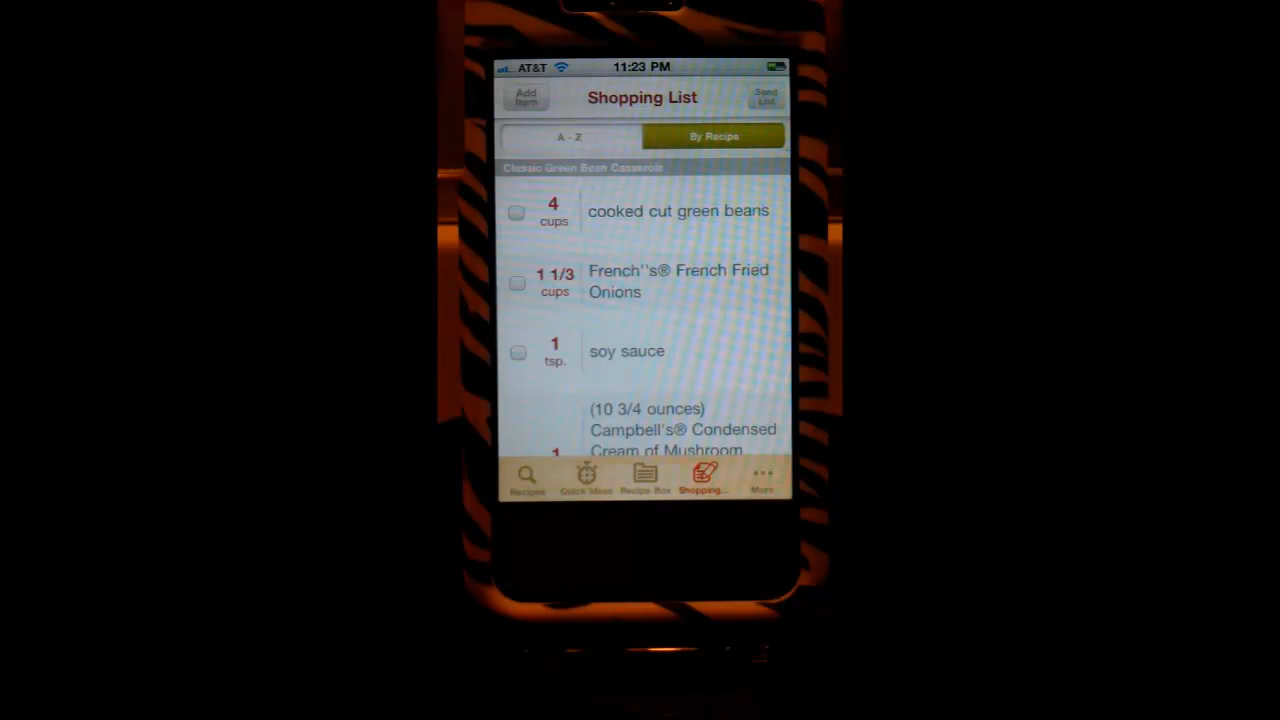 AT&T 11:23 PM
Add Item
Shopping List
Send List
A - Z
By Recipe
Classic Green Bean Casserole
4 cups
cooked cut green beans
1 1/3 cups
French''s® French Fried
Onions
1 tsp.
soy sauce
1
(10 3/4 ounces)
Campbell's® Condensed
Cream of Mushroom
Recipes
Quick Ideas
Recipe Box
Shopping...
More